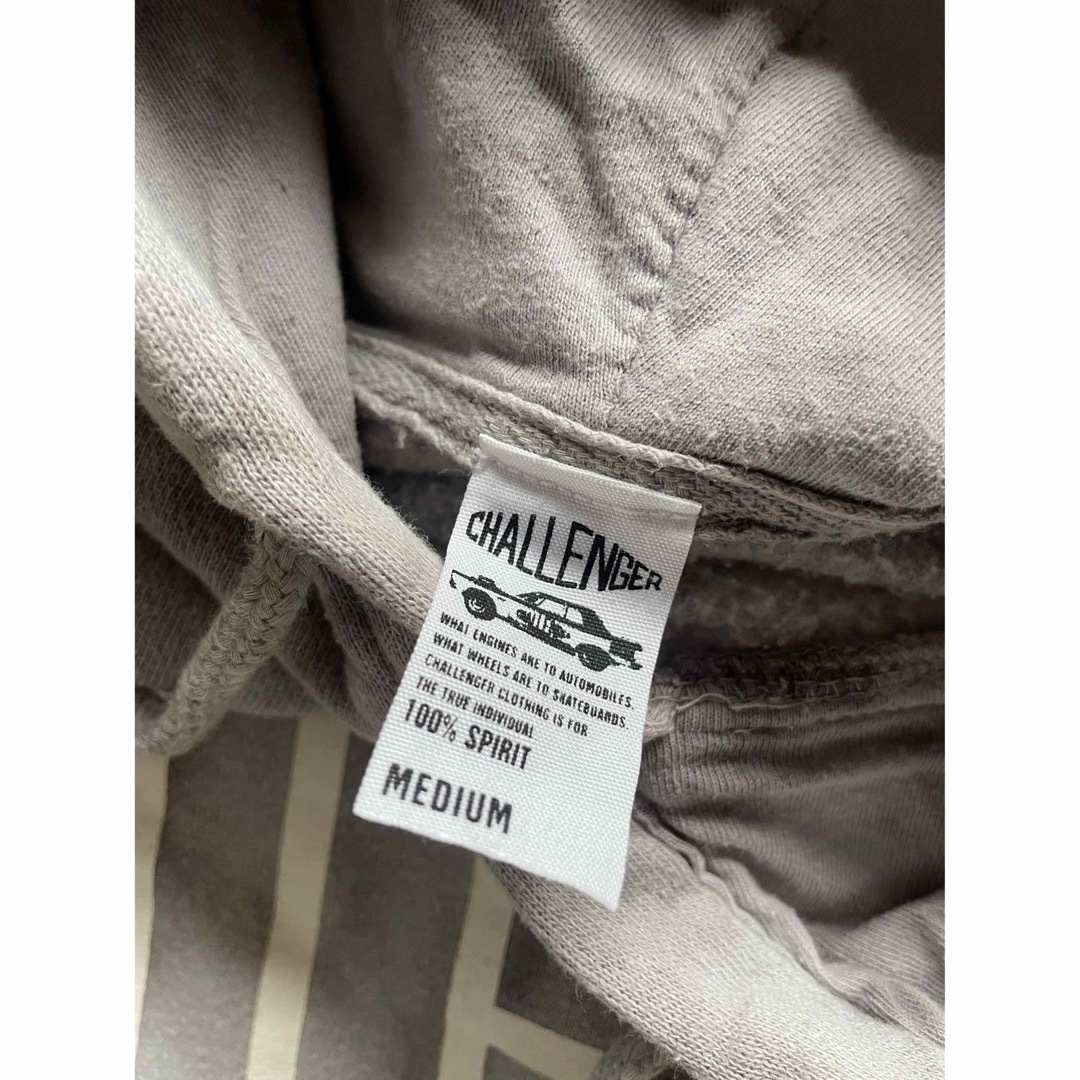 CHALLENGER
WHAT ENGINES ARE TO AUTOMOBILES.
WHAT WHEELS ARE TO SKATEBOARDS.
CHALLENGER CLOTHING IS FOR
THE TRUE INDIVIDUAL
100% SPIRIT
MEDIUM